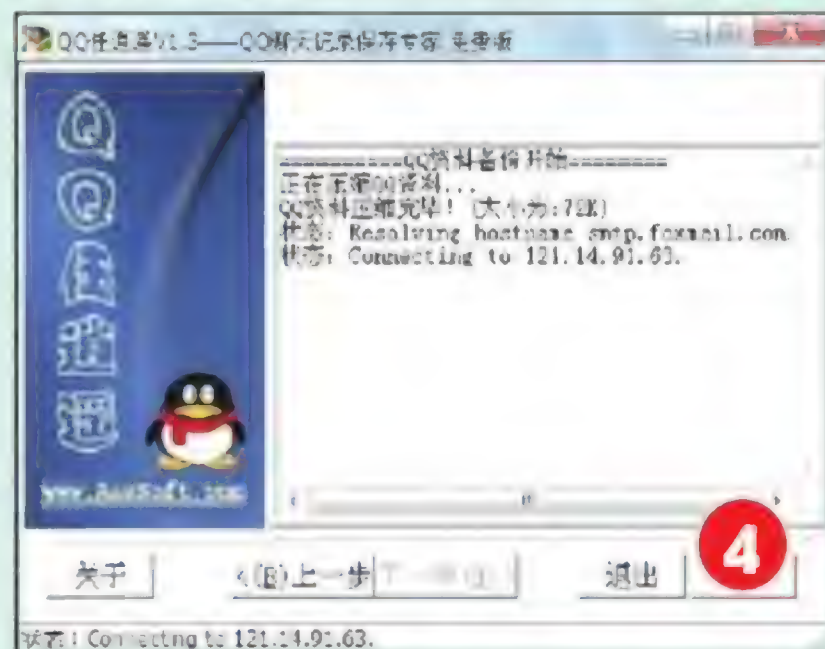 QQ任逍遥V1.3——QQ聊天记录保存专家 免费版
QQ任逍遥
----------QQ资料备份开始---------
正在压缩QQ资料...
QQ资料压缩完毕! (大小为:72K)
状态: Resolving hostname smtp.foxmail.com.
状态: Connecting to 121.14.91.63.
关于
上一步
退出
4
状态: Connecting to 121.14.91.63.